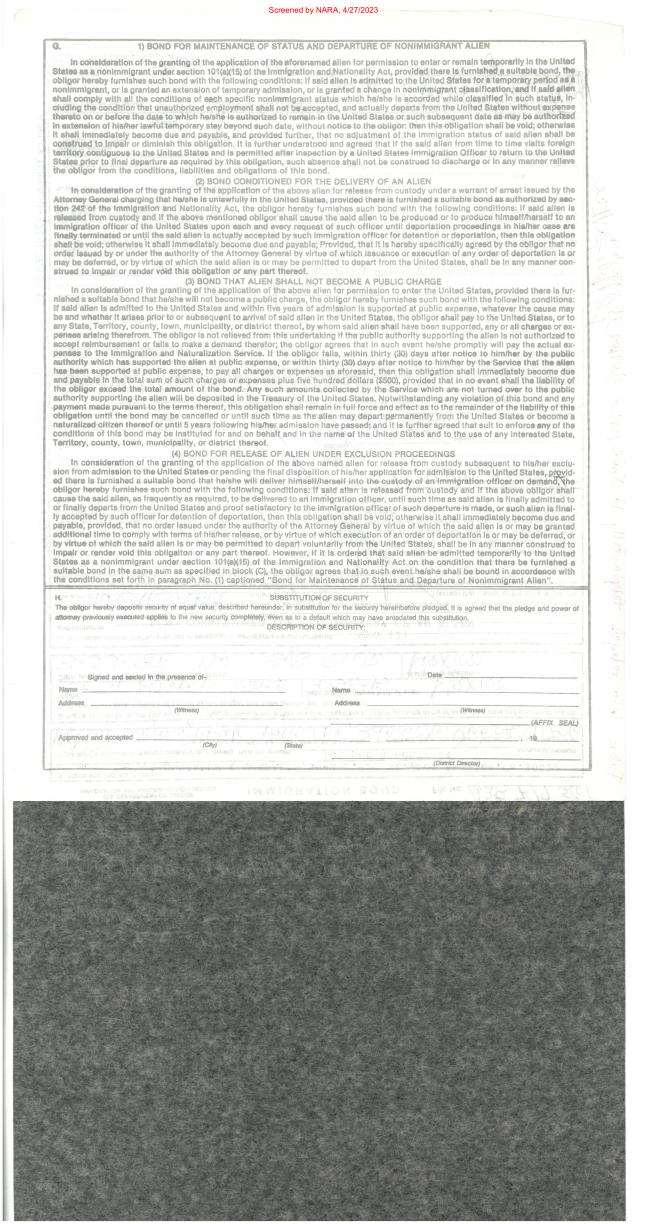 Screened by NARA, 4/27/2023
G. 1) BOND FOR MAINTENANCE OF STATUS AND DEPARTURE OF NONIMMIGRANT ALIEN
In consideration of the granting of the application of the aforenamed alien for permission to enter or remain temporarily in the United
States as a nonimmigrant under section 101(a)(15) of the Immigration and Nationality Act, provided there is furnished a suitable bond, the
obligor hereby furnishes such bond with the following conditions: If said alien is admitted to the United States for a temporary period as a
nonimmigrant, or is granted an extension of temporary admission, or is granted a change in nonimmigrant classification, and if said alien
shall comply with all the conditions of each specific nonimmigrant status which he/she is accorded while classified in such status, in-
cluding the condition that unauthorized employment shall not be accepted, and actually departs from the United States without expense
thereto on or before the date to which he/she is authorized to remain in the United States or such subsequent date as may be authorized
in extension of his/her lawful temporary stay beyond such date, without notice to the obligor: then this obligation shall be void; otherwise
it shall immediately become due and payable, and provided further, that no adjustment of the immigration status of said alien shall be
construed to impair or diminish this obligation. It is further understood and agreed that if the said alien from time to time visits foreign
territory contiguous to the United States and is permitted after inspection by a United States Immigration Officer to return to the United
States prior to final departure as required by this obligation, such absence shall not be construed to discharge or in any manner relieve
the obligor from the conditions, liabilities and obligations of this bond.
(2) BOND CONDITIONED FOR THE DELIVERY OF AN ALIEN
In consideration of the granting of the application of the above alien for release from custody under a warrant of arrest issued by the
Attorney General charging that he/she is unlawfully in the United States, provided there is furnished a suitable bond as authorized by sec-
tion 242 of the Immigration and Nationality Act, the obligor hereby furnishes such bond with the following conditions: if said alien is
released from custody and if the above mentioned obligor shall cause the said alien to be produced or to produce himself/herself to an
immigration officer of the United States upon each and every request of such officer until deportation proceedings in his/her case are
finally terminated or until the said alien is actually accepted by such immigration officer for detention or deportation, then this obligation
shall be void; otherwise it shall immediately become due and payable; Provided, that it is hereby specifically agreed by the obligor that no
order issued by or under the authority of the Attorney General by virtue of which issuance or execution of any order of deportation is or
may be deferred, or by virtue of which the said alien is or may be permitted to depart from the United States, shall be in any manner con-
strued to impair or render void this obligation or any part thereof.
(3) BOND THAT ALIEN SHALL NOT BECOME A PUBLIC CHARGE
In consideration of the granting of the application of the above alien for permission to enter the United States, provided there is fur-
nished a suitable bond that he/she will not become a public charge, the obligor hereby furnishes such bond with the following conditions:
If said alien is admitted to the United States and within five years of admission is supported at public expense, whatever the cause may
be and whether it arises prior to or subsequent to arrival of said alien in the United States, the obligor shall pay to the United States, or to
any State, Territory, county, town, municipality, or district thereof, by whom said alien shall have been supported, any or all charges or ex-
penses arising therefrom. The obligor is not relieved from this undertaking if the public authority supporting the alien is not authorized to
accept reimbursement or fails to make a demand therefor; the obligor agrees that in such event he/she promptly will pay the actual ex-
penses to the Immigration and Naturalization Service. If the obligor fails, within thirty (30) days after notice to him/her by the public
authority which has supported the alien at public expense, or within thirty (30) days after notice to him/her by the Service that the alien
has been supported at public expense, to pay all charges or expenses as aforesaid, then this obligation shall immediately become due
and payable in the total sum of such charges or expenses plus five hundred dollars ($500), provided that in no event shall the liability of
the obligor exceed the total amount of the bond. Any such amounts collected by the Service which are not turned over to the public
authority supporting the alien will be deposited in the Treasury of the United States. Notwithstanding any violation of this bond and any
payment made pursuant to the terms thereof, this obligation shall remain in full force and effect as to the remainder of the liability of this
obligation until the bond may be cancelled or until such time as the alien may depart permanently from the United States or become a
naturalized citizen thereof or until 5 years following his/her admission have passed; and it is further agreed that suit to enforce any of the
conditions of this bond may be instituted for and on behalf and in the name of the United States and to the use of any interested State,
Territory, county, town, municipality, or district thereof.
(4) BOND FOR RELEASE OF ALIEN UNDER EXCLUSION PROCEEDINGS
In consideration of the granting of the application of the above named alien for release from custody subsequent to his/her exclu-
sion from admission to the United States or pending the final disposition of his/her application for admission to the United States, provid-
ed there is furnished a suitable bond that he/she will deliver himself/herself into the custody of an immigration officer on demand, the
obligor hereby furnishes such bond with the following conditions: If said alien is released from custody and if the above obligor shall
cause the said alien, as frequently as required, to be delivered to an immigration officer, until such time as said alien is finally admitted to
or finally departs from the United States and proof satisfactory to the immigration officer of such departure is made, or such alien is final-
ly accepted by such officer for detention of deportation, then this obligation shall be void; otherwise it shall immediately become due and
payable, provided, that no order issued under the authority of the Attorney General by virtue of which the said alien is or may be granted
additional time to comply with terms of his/her release, or by virtue of which execution of an order of deportation is or may be deferred, or
by virtue of which the said alien is or may be permitted to depart voluntarily from the United States, shall be in any manner construed to
impair or render void this obligaiton or any part thereof. However, if it is ordered that said alien be admitted temporarily to the United
States as a nonimmigrant under section 101(a)(15) of the Immigration and Nationality Act on the condition that there be furnished a
suitable bond in the same sum as specified in block (C), the obligor agrees that in such event he/she shall be bound in accordance with
the conditions set forth in paragraph No. (1) captioned "Bond for Maintenance of Status and Departure of Nonimmigrant Alien".
H. SUBSTITUTION OF SECURITY
The obligor hereby deposits security of equal value, described hereunder, in substitution for the security hereinbefore pledged. It is agreed that the pledge and power of
attorney previously executed applies to the new security completely, even as to a default which may have antedated this substitution.
DESCRIPTION OF SECURITY:
Signed and sealed in the presence of- Date
Name Name
Address Address
(Witness) (Witness)
(AFFIX SEAL)
Approved and accepted , 19
(City) (State)
(District Director)